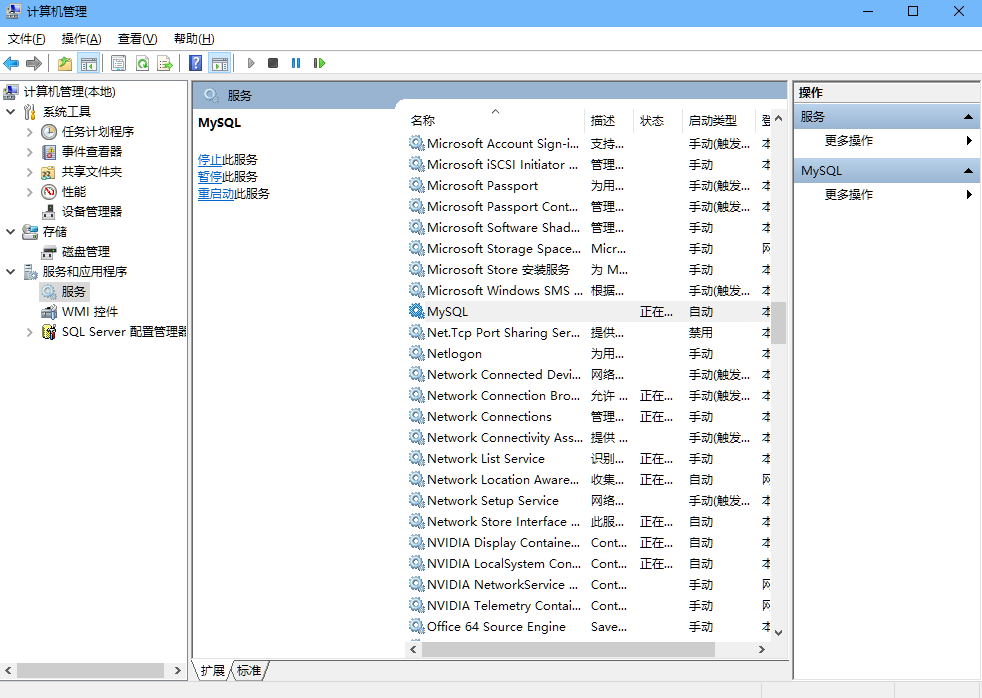 计算机管理
文件(F) 操作(A) 查看(V) 帮助(H)
计算机管理(本地)
系统工具
任务计划程序
事件查看器
共享文件夹
性能
设备管理器
存储
磁盘管理
服务和应用程序
服务
WMI 控件
SQL Server 配置管理器
服务
MySQL
停止此服务
暂停此服务
重启动此服务
名称 描述 状态 启动类型
Microsoft Account Sign-i... 支持... 手动(触发... 本
Microsoft iSCSI Initiator ... 管理... 手动 本
Microsoft Passport 为用... 手动(触发... 本
Microsoft Passport Cont... 管理... 手动(触发... 本
Microsoft Software Shad... 管理... 手动 本
Microsoft Storage Space... Micr... 手动 网
Microsoft Store 安装服务 为 M... 手动 本
Microsoft Windows SMS ... 根据... 手动(触发... 本
MySQL 正在... 自动 本
Net.Tcp Port Sharing Ser... 提供... 禁用 本
Netlogon 为用... 手动 本
Network Connected Devi... 网络... 手动(触发... 本
Network Connection Bro... 允许 ... 正在... 手动(触发... 本
Network Connections 管理... 正在... 手动 本
Network Connectivity Ass... 提供 ... 手动(触发... 本
Network List Service 识别... 正在... 手动 本
Network Location Aware... 收集... 正在... 自动 网
Network Setup Service 网络... 手动(触发... 本
Network Store Interface ... 此服... 正在... 自动 本
NVIDIA Display Containe... Cont... 正在... 自动 本
NVIDIA LocalSystem Con... Cont... 正在... 自动 本
NVIDIA NetworkService ... Cont... 手动 网
NVIDIA Telemetry Contai... Cont... 手动 网
Office 64 Source Engine Save... 手动 本
扩展 标准
操作
服务
更多操作
MySQL
更多操作